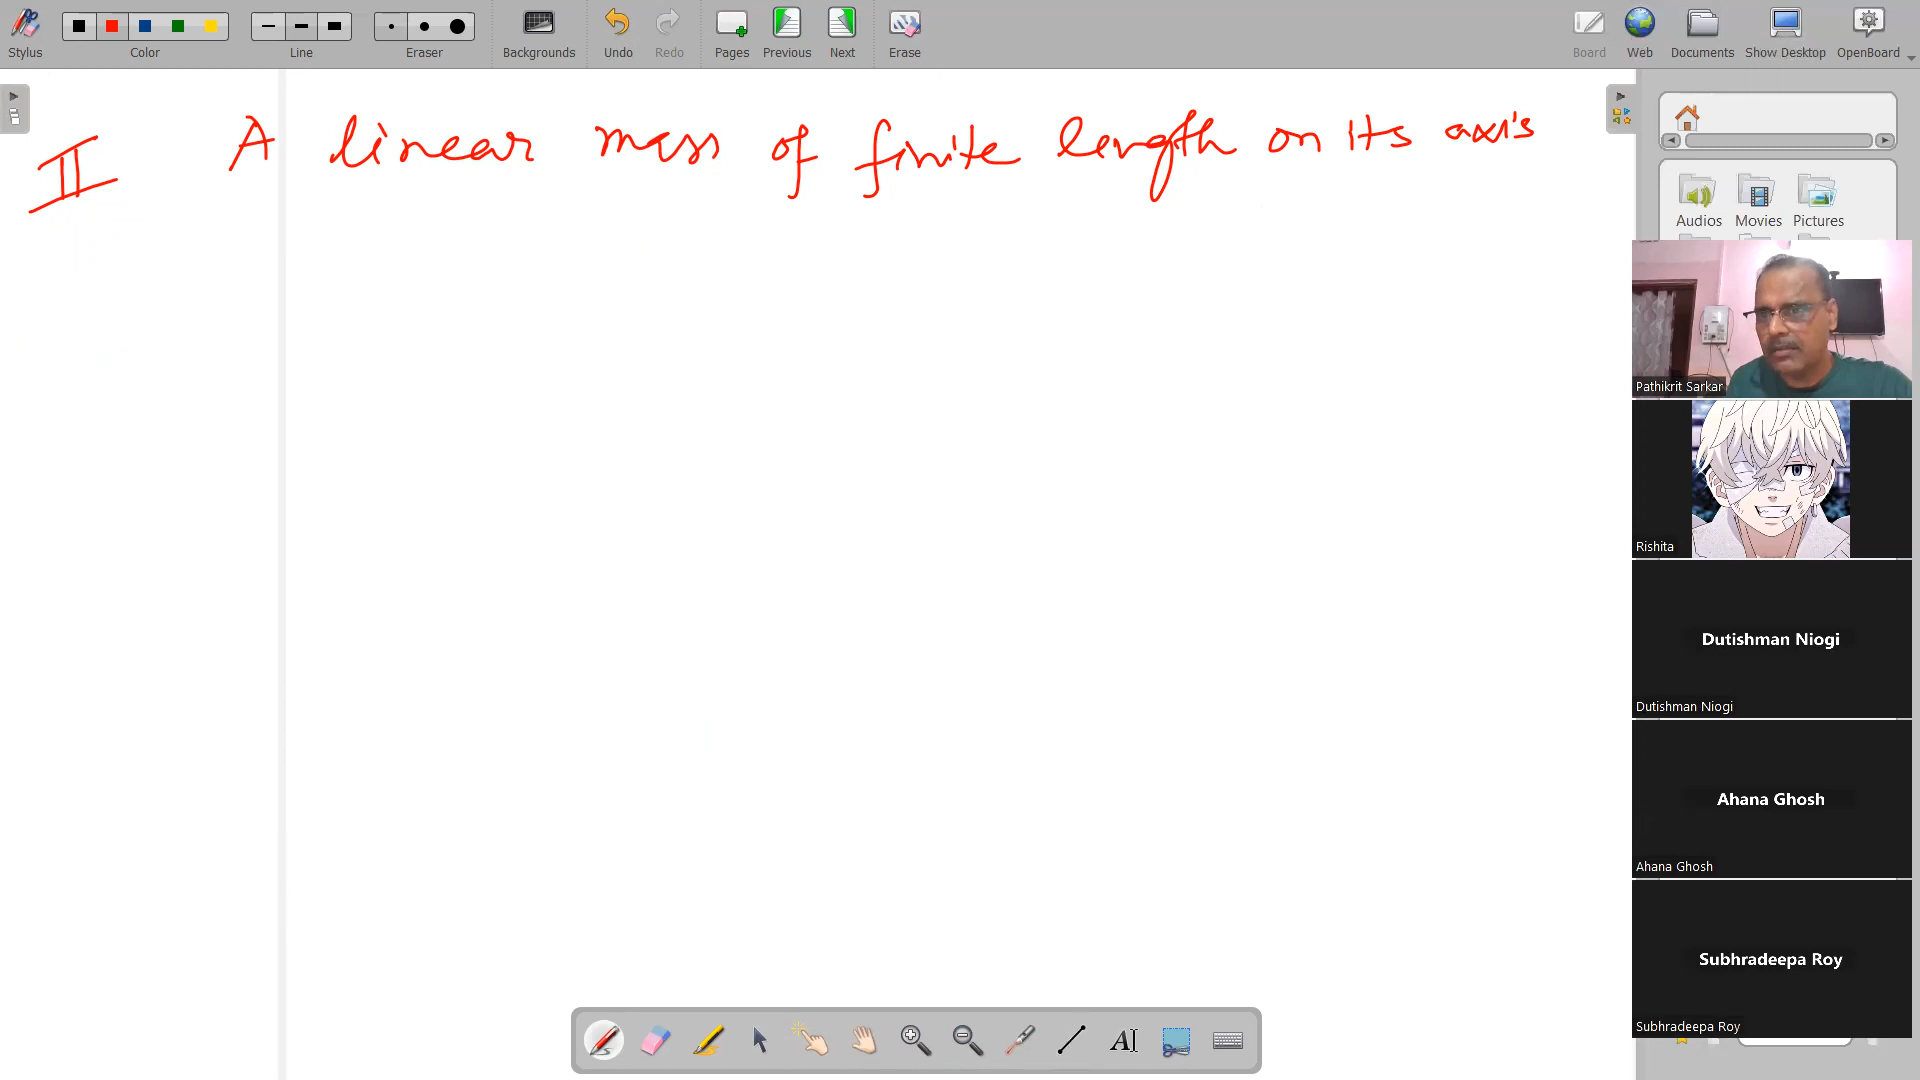 Stylus
Color
Line
Eraser
Backgrounds
Undo
Redo
Pages
Previous
Next
Erase
Board
Web
Documents
Show Desktop
OpenBoard
II A linear mass of finite length on its axis
Audios
Movies
Pictures
Pathikrit Sarkar
Rishita
Dutishman Niogi
Dutishman Niogi
Ahana Ghosh
Ahana Ghosh
Subhradeepa Roy
Subhradeepa Roy